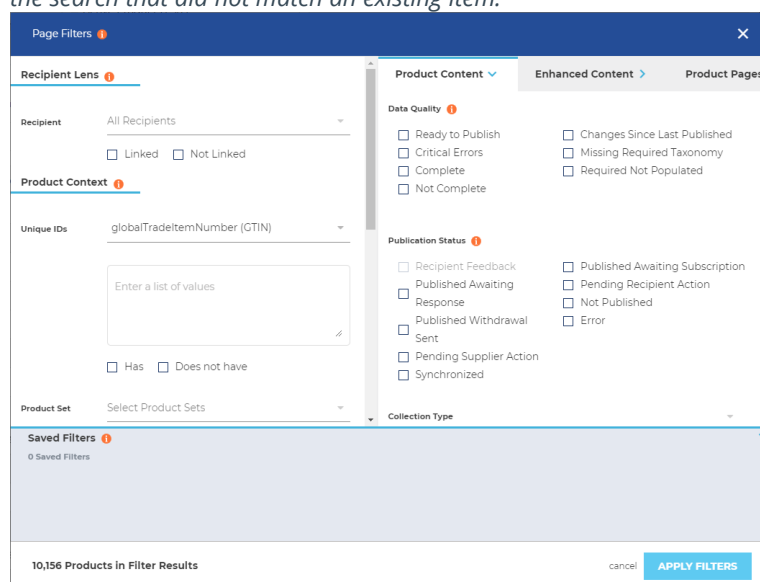 the search that did not match an existing item.
Page Filters
Recipient Lens
Recipient
All Recipients
Linked
Not Linked
Product Context
Unique IDs
globalTradeItemNumber (GTIN)
Enter a list of values
Has
Does not have
Product Set
Select Product Sets
Product Content
Enhanced Content
Product Pages
Data Quality
Ready to Publish
Changes Since Last Published
Critical Errors
Missing Required Taxonomy
Complete
Required Not Populated
Not Complete
Publication Status
Recipient Feedback
Published Awaiting Subscription
Published Awaiting
Response
Pending Recipient Action
Not Published
Published Withdrawal
Sent
Error
Pending Supplier Action
Synchronized
Collection Type
Saved Filters
0 Saved Filters
10,156 Products in Filter Results
cancel
APPLY FILTERS